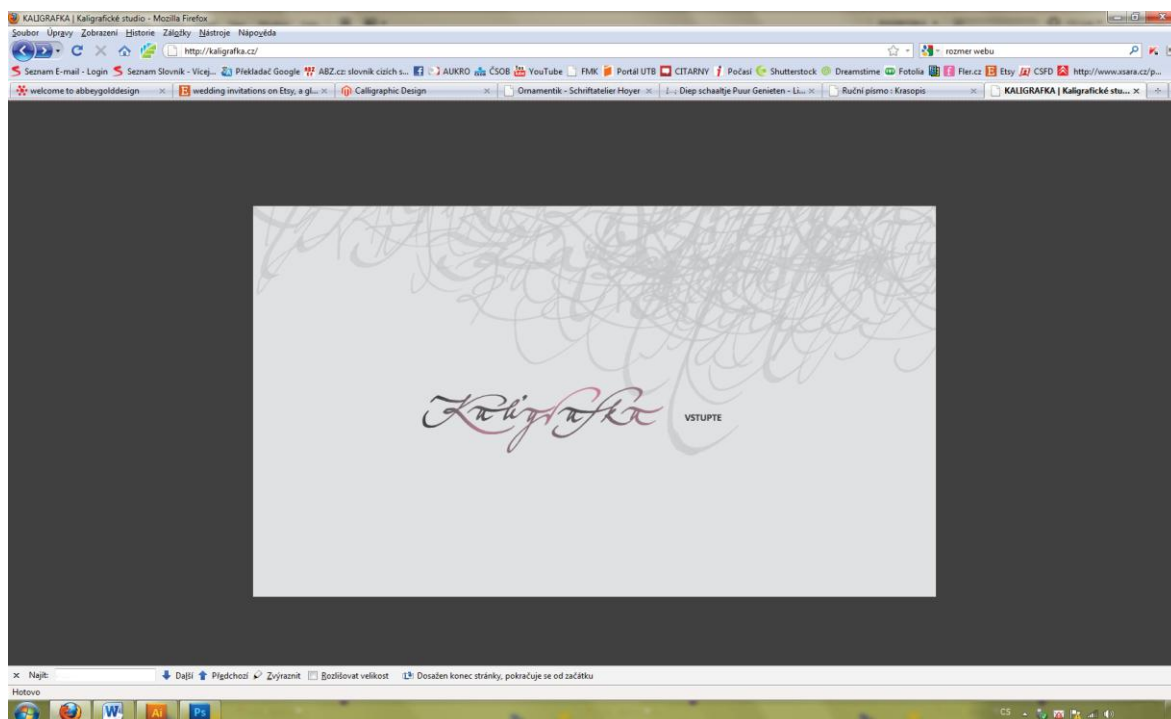 KALIGRAFKA | Kaligrafické studio - Mozilla Firefox
Soubor Úpravy Zobrazení Historie Záložky Nástroje Nápověda
http://kaligrafka.cz/ rozmer webu
Seznam E-mail - Login Seznam Slovník - Vícej... Překladač Google ABZ.cz: slovník cizích s... AUKRO ČSOB YouTube FMK Portál UTB CITARNY Počasí Shutterstock Dreamstime Fotolia Fler.cz Etsy CSFD http://www.xsara.cz/p...
welcome to abbeygolddesign wedding invitations on Etsy, a gl... Calligraphic Design Ornamentik - Schriftatelier Hoyer Diep schaaltje Puur Genieten - Li... Ruční písmo : Krasopis KALIGRAFKA | Kaligrafické stu...
Kaligrafka VSTUPTE
Najít: Další Předchozí Zvýraznit Rozlišovat velikost Dosažen konec stránky, pokračuje se od začátku
Hotovo
W Ai Ps CS